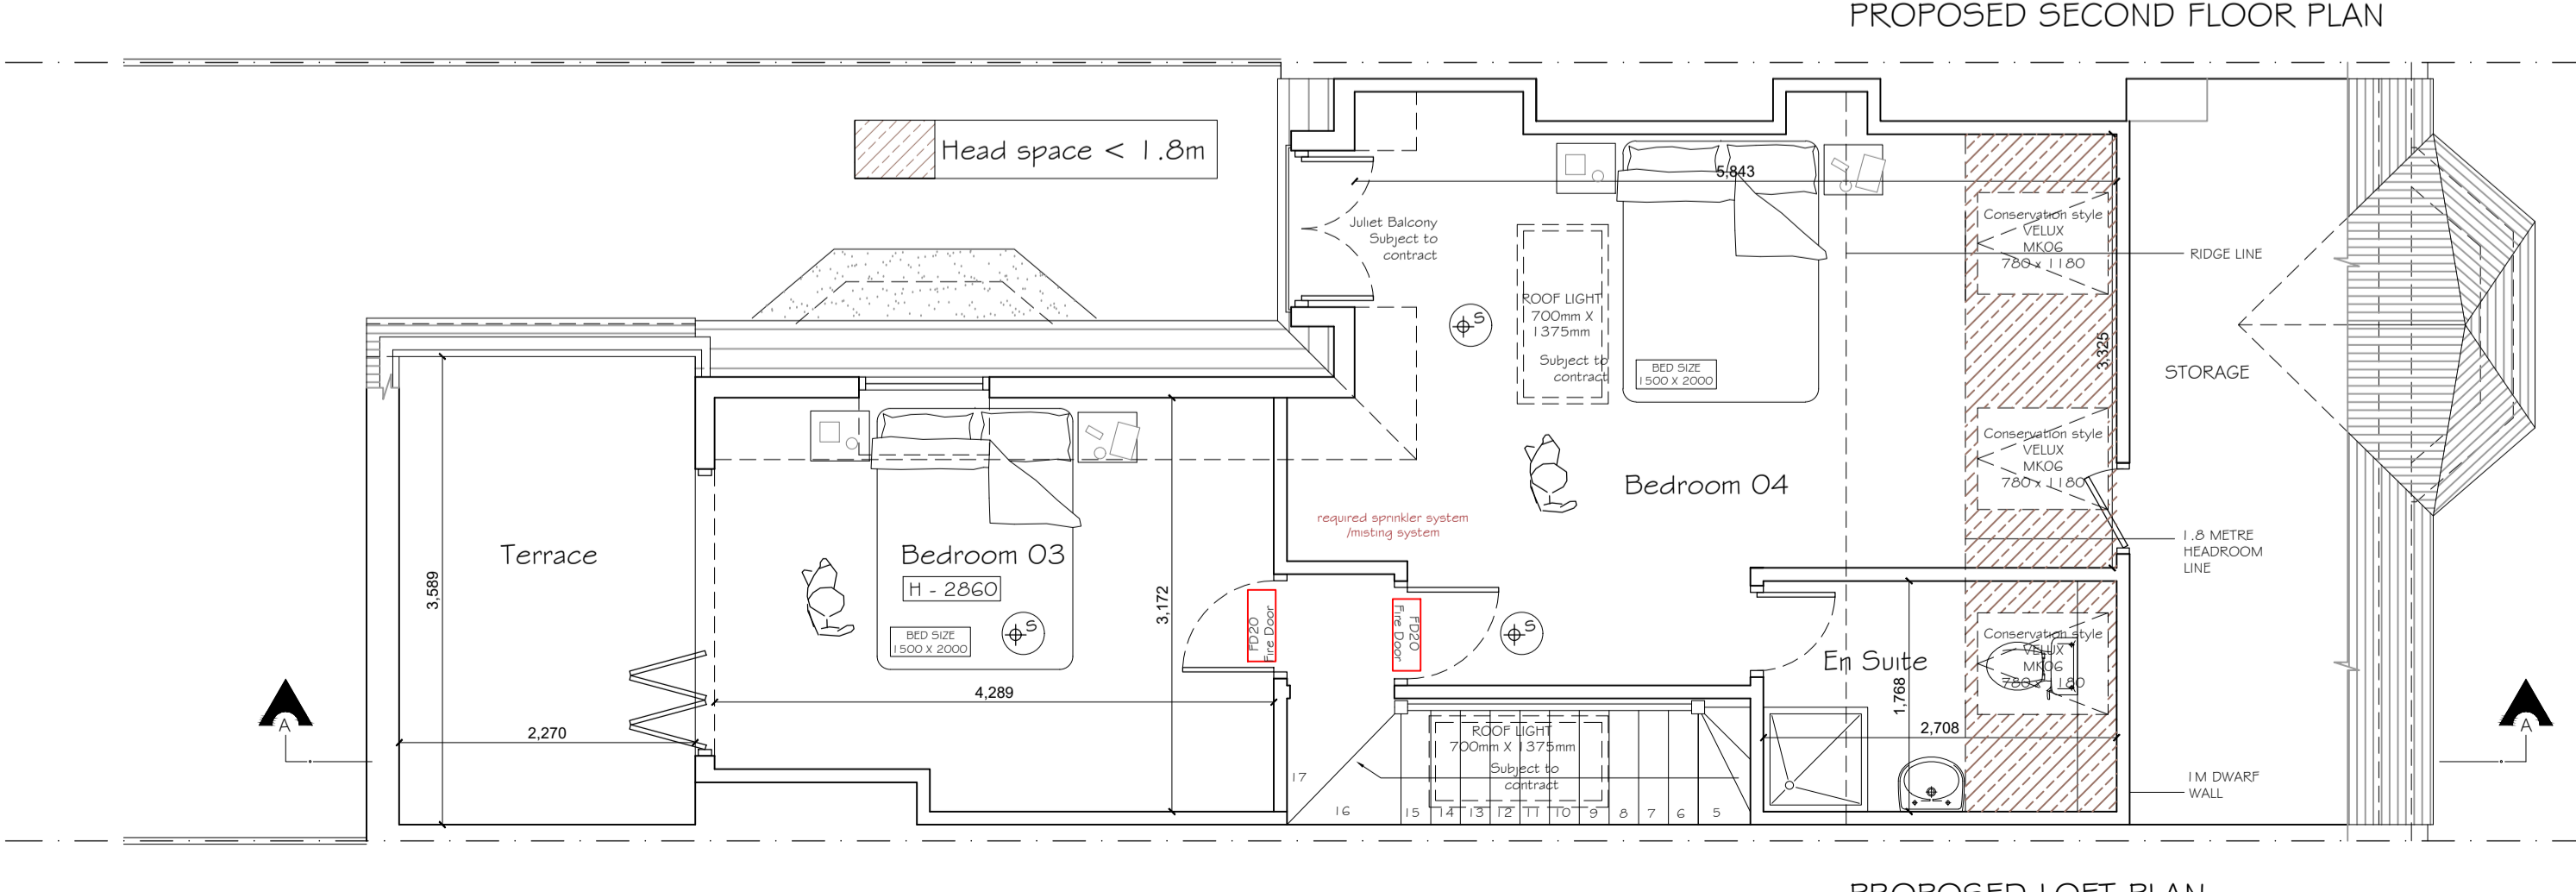 PROPOSED SECOND FLOOR PLAN
Head space < 1.8m
5,843
Juliet Balcony
Subject to
contract
Conservation style
VELUX
MK06
780 x 1180
RIDGE LINE
S
ROOF LIGHT
700mm X
1375mm
Subject to
contract
BED SIZE
1500 X 2000
3,325
STORAGE
Conservation style
VELUX
MK06
780 x 1180
Bedroom 04
required sprinkler system
/misting system
1.8 METRE
HEADROOM
LINE
Terrace
Bedroom 03
H - 2860
3,589
3,172
BED SIZE
1500 X 2000
S
FD20
Fire Door
FD20
Fire Door
S
En Suite
Conservation style
VELUX
MK06
780 x 1180
1,768
4,289
2,270
2,708
A
A
ROOF LIGHT
700mm X 1375mm
Subject to
contract
17
16
15
14
13
12
11
10
9
8
7
6
5
1M DWARF
WALL
PROPOSED LOFT PLAN